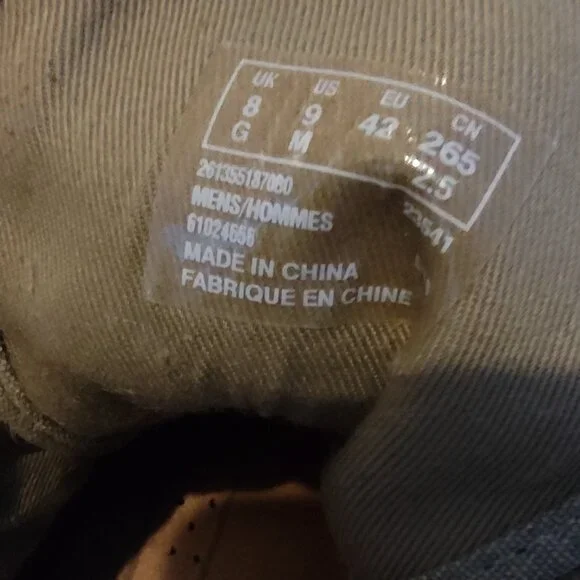 UK US EU CN
8 9 42 265
G M 2.5
261355187080
MENS/HOMMES
61024656 22541
MADE IN CHINA
FABRIQUE EN CHINE